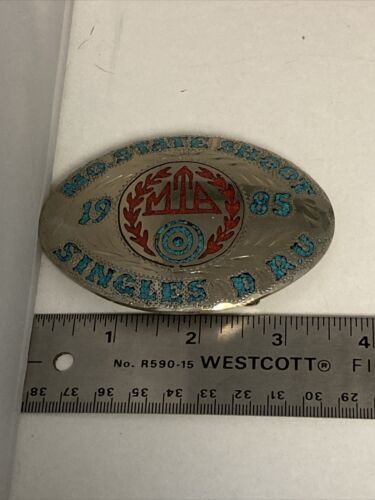 MO. STATE SHOOT
19 85
MTA
SINGLES D RU
1 2 3 4
No. R590-15 WESTCOTT®
38 37 36 35 34 33 32 31 30 29